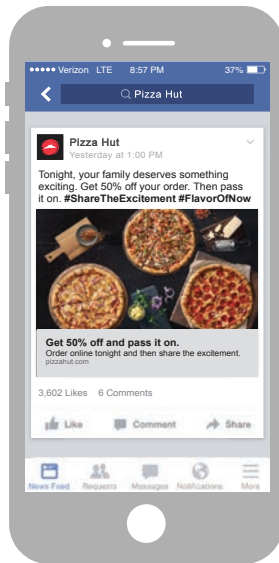 Verizon LTE 8:57 PM 37%
Pizza Hut
Pizza Hut
Yesterday at 1:00 PM
Tonight, your family deserves something
exciting. Get 50% off your order. Then pass
it on. #ShareTheExcitement #FlavorOfNow
Get 50% off and pass it on.
Order online tonight and then share the excitement.
pizzahut.com
3,602 Likes 6 Comments
Like Comment Share
News Feed Requests Messages Notifications More